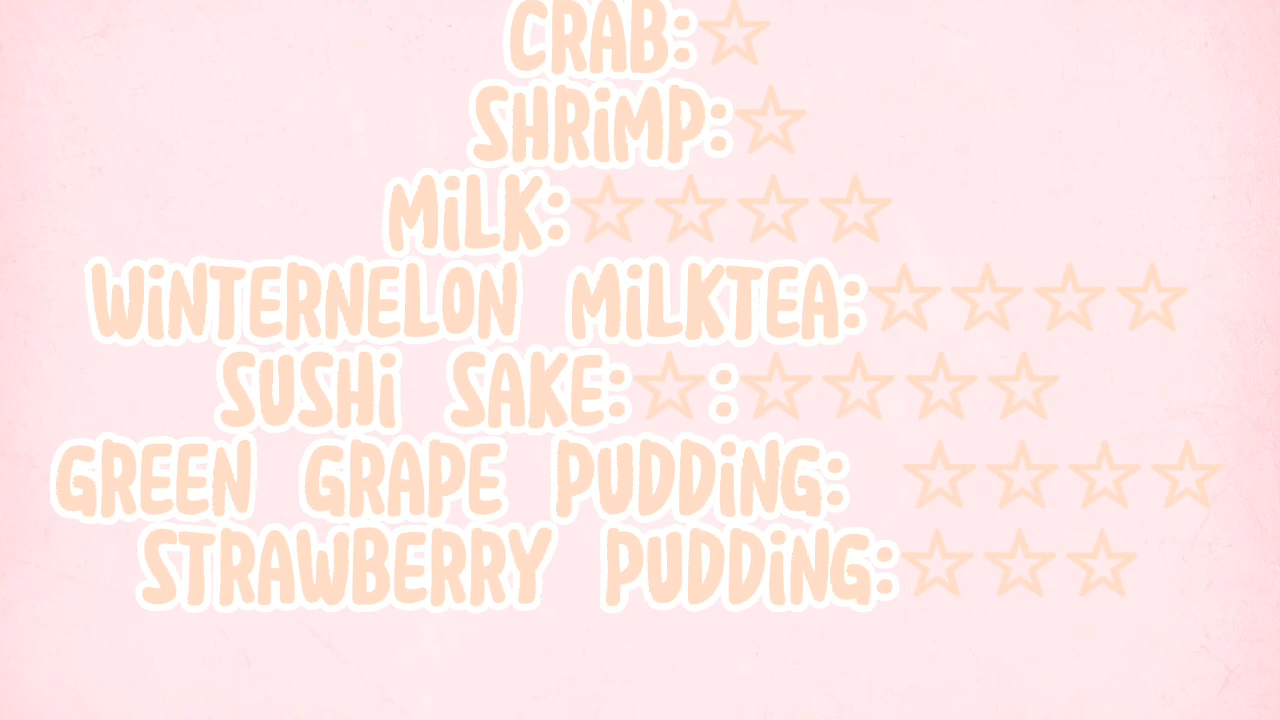 CRAB:☆
SHRiMP:☆
MiLK:☆☆☆☆
WiNTERNELON MiLKTEA:☆☆☆☆
SUSHi SAKE:☆:☆☆☆☆
GREEN GRAPE PUDDiNG: ☆☆☆☆
STRAWBERRY PUDDiNG:☆☆☆